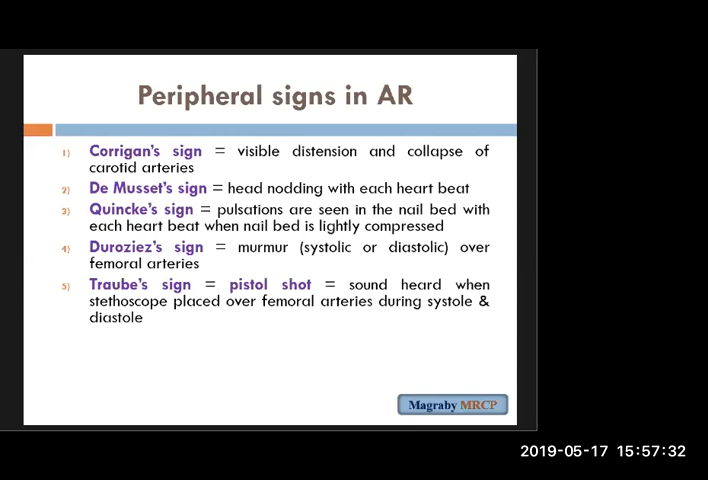 Peripheral signs in AR
1) Corrigan's sign = visible distension and collapse of
carotid arteries
2) De Musset's sign = head nodding with each heart beat
3) Quincke's sign = pulsations are seen in the nail bed with
each heart beat when nail bed is lightly compressed
4) Duroziez's sign = murmur (systolic or diastolic) over
femoral arteries
5) Traube's sign = pistol shot = sound heard when
stethoscope placed over femoral arteries during systole &
diastole
Magraby MRCP
2019-05-17 15:57:32